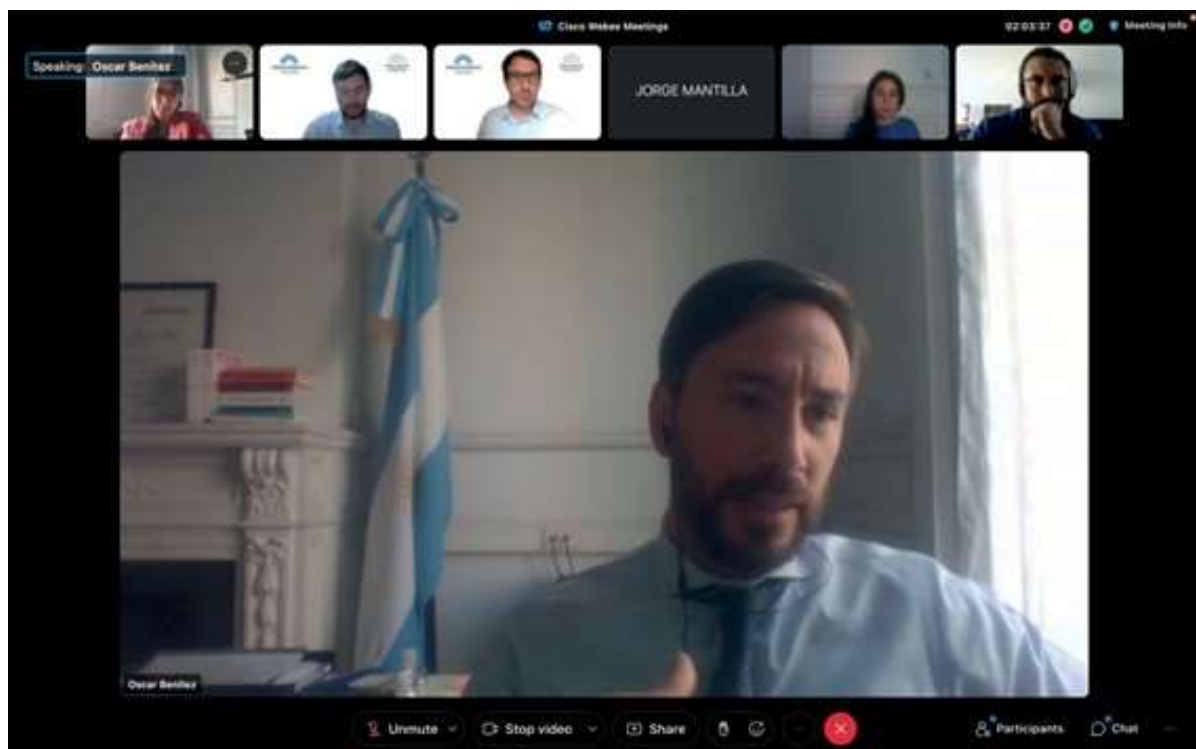 Cisco Webex Meetings
02:03:37
Meeting Info
Speaking: Oscar Benitez
JORGE MANTILLA
Oscar Benitez
Unmute
Stop video
Share
Participants
Chat